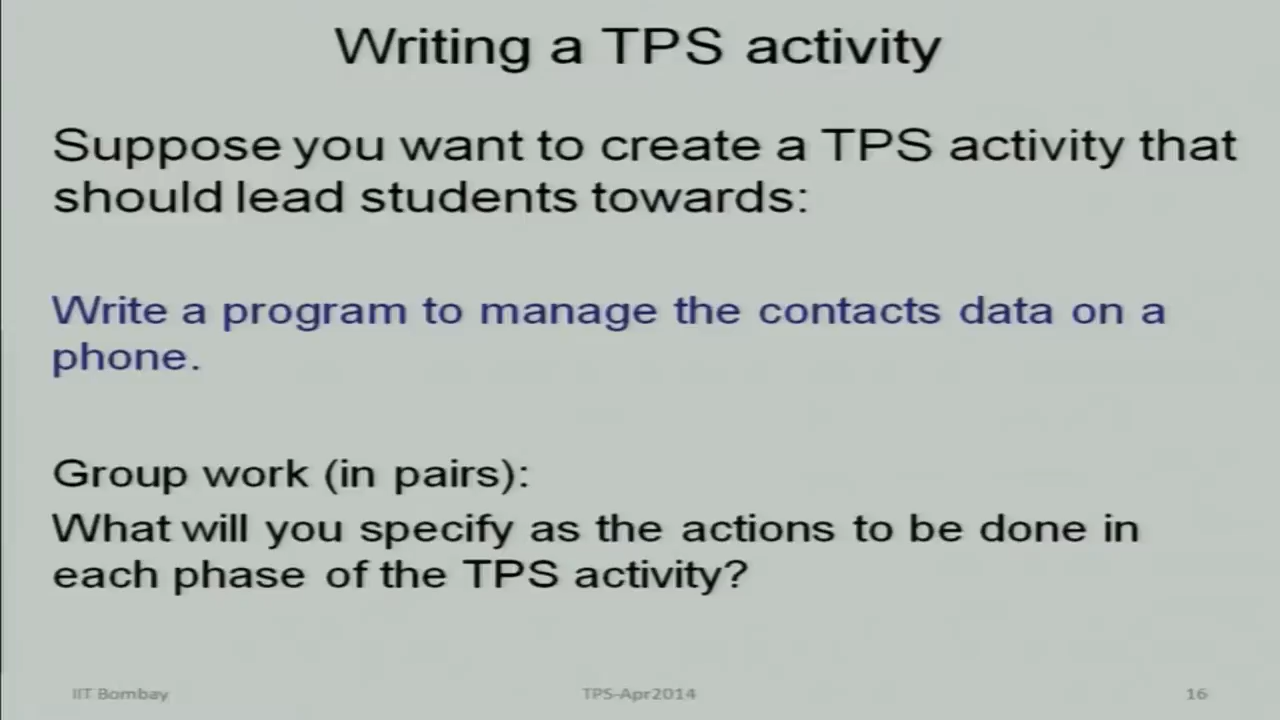 Writing a TPS activity
Suppose you want to create a TPS activity that
should lead students towards:
Write a program to manage the contacts data on a
phone.
Group work (in pairs):
What will you specify as the actions to be done in
each phase of the TPS activity?
IIT Bombay
TPS-Apr2014
16